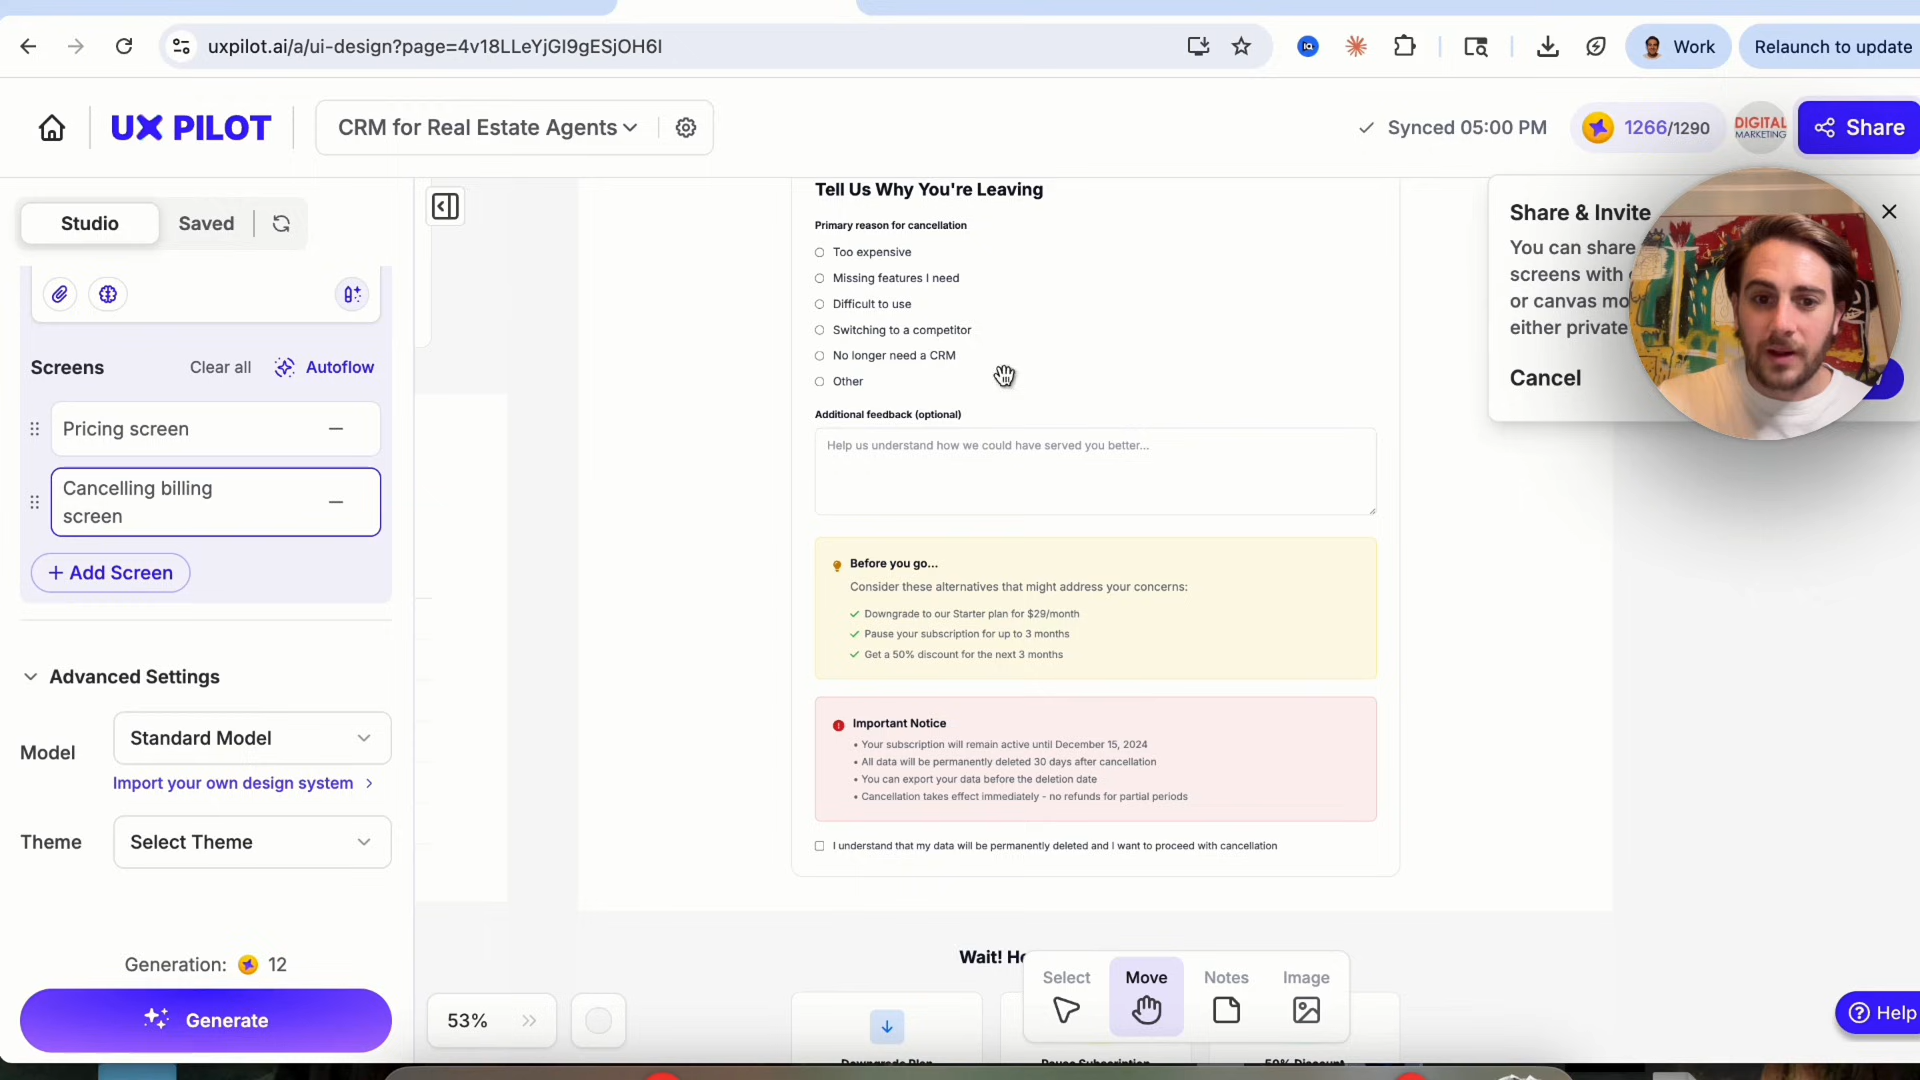 uxpilot.ai/a/ui-design?page=4v18LLeYjGI9gESjOH6I
Work
Relaunch to update
UX PILOT
CRM for Real Estate Agents
Synced 05:00 PM
1266/1290
DIGITAL
MARKETING
Share
Studio
Saved
Screens
Clear all
Autoflow
Pricing screen
Cancelling billing
screen
+ Add Screen
Advanced Settings
Model
Standard Model
Import your own design system
Theme
Select Theme
Generation: 12
Generate
53%
Tell Us Why You're Leaving
Primary reason for cancellation
Too expensive
Missing features I need
Difficult to use
Switching to a competitor
No longer need a CRM
Other
Additional feedback (optional)
Help us understand how we could have served you better...
Before you go...
Consider these alternatives that might address your concerns:
Downgrade to our Starter plan for $29/month
Pause your subscription for up to 3 months
Get a 50% discount for the next 3 months
Important Notice
• Your subscription will remain active until December 15, 2024
• All data will be permanently deleted 30 days after cancellation
• You can export your data before the deletion date
• Cancellation takes effect immediately - no refunds for partial periods
I understand that my data will be permanently deleted and I want to proceed with cancellation
Wait!
Select
Move
Notes
Image
Downgrade Plan
Pause Subscription
50% Discount
Share & Invite
You can share
screens with
or canvas
either private
Cancel
Help